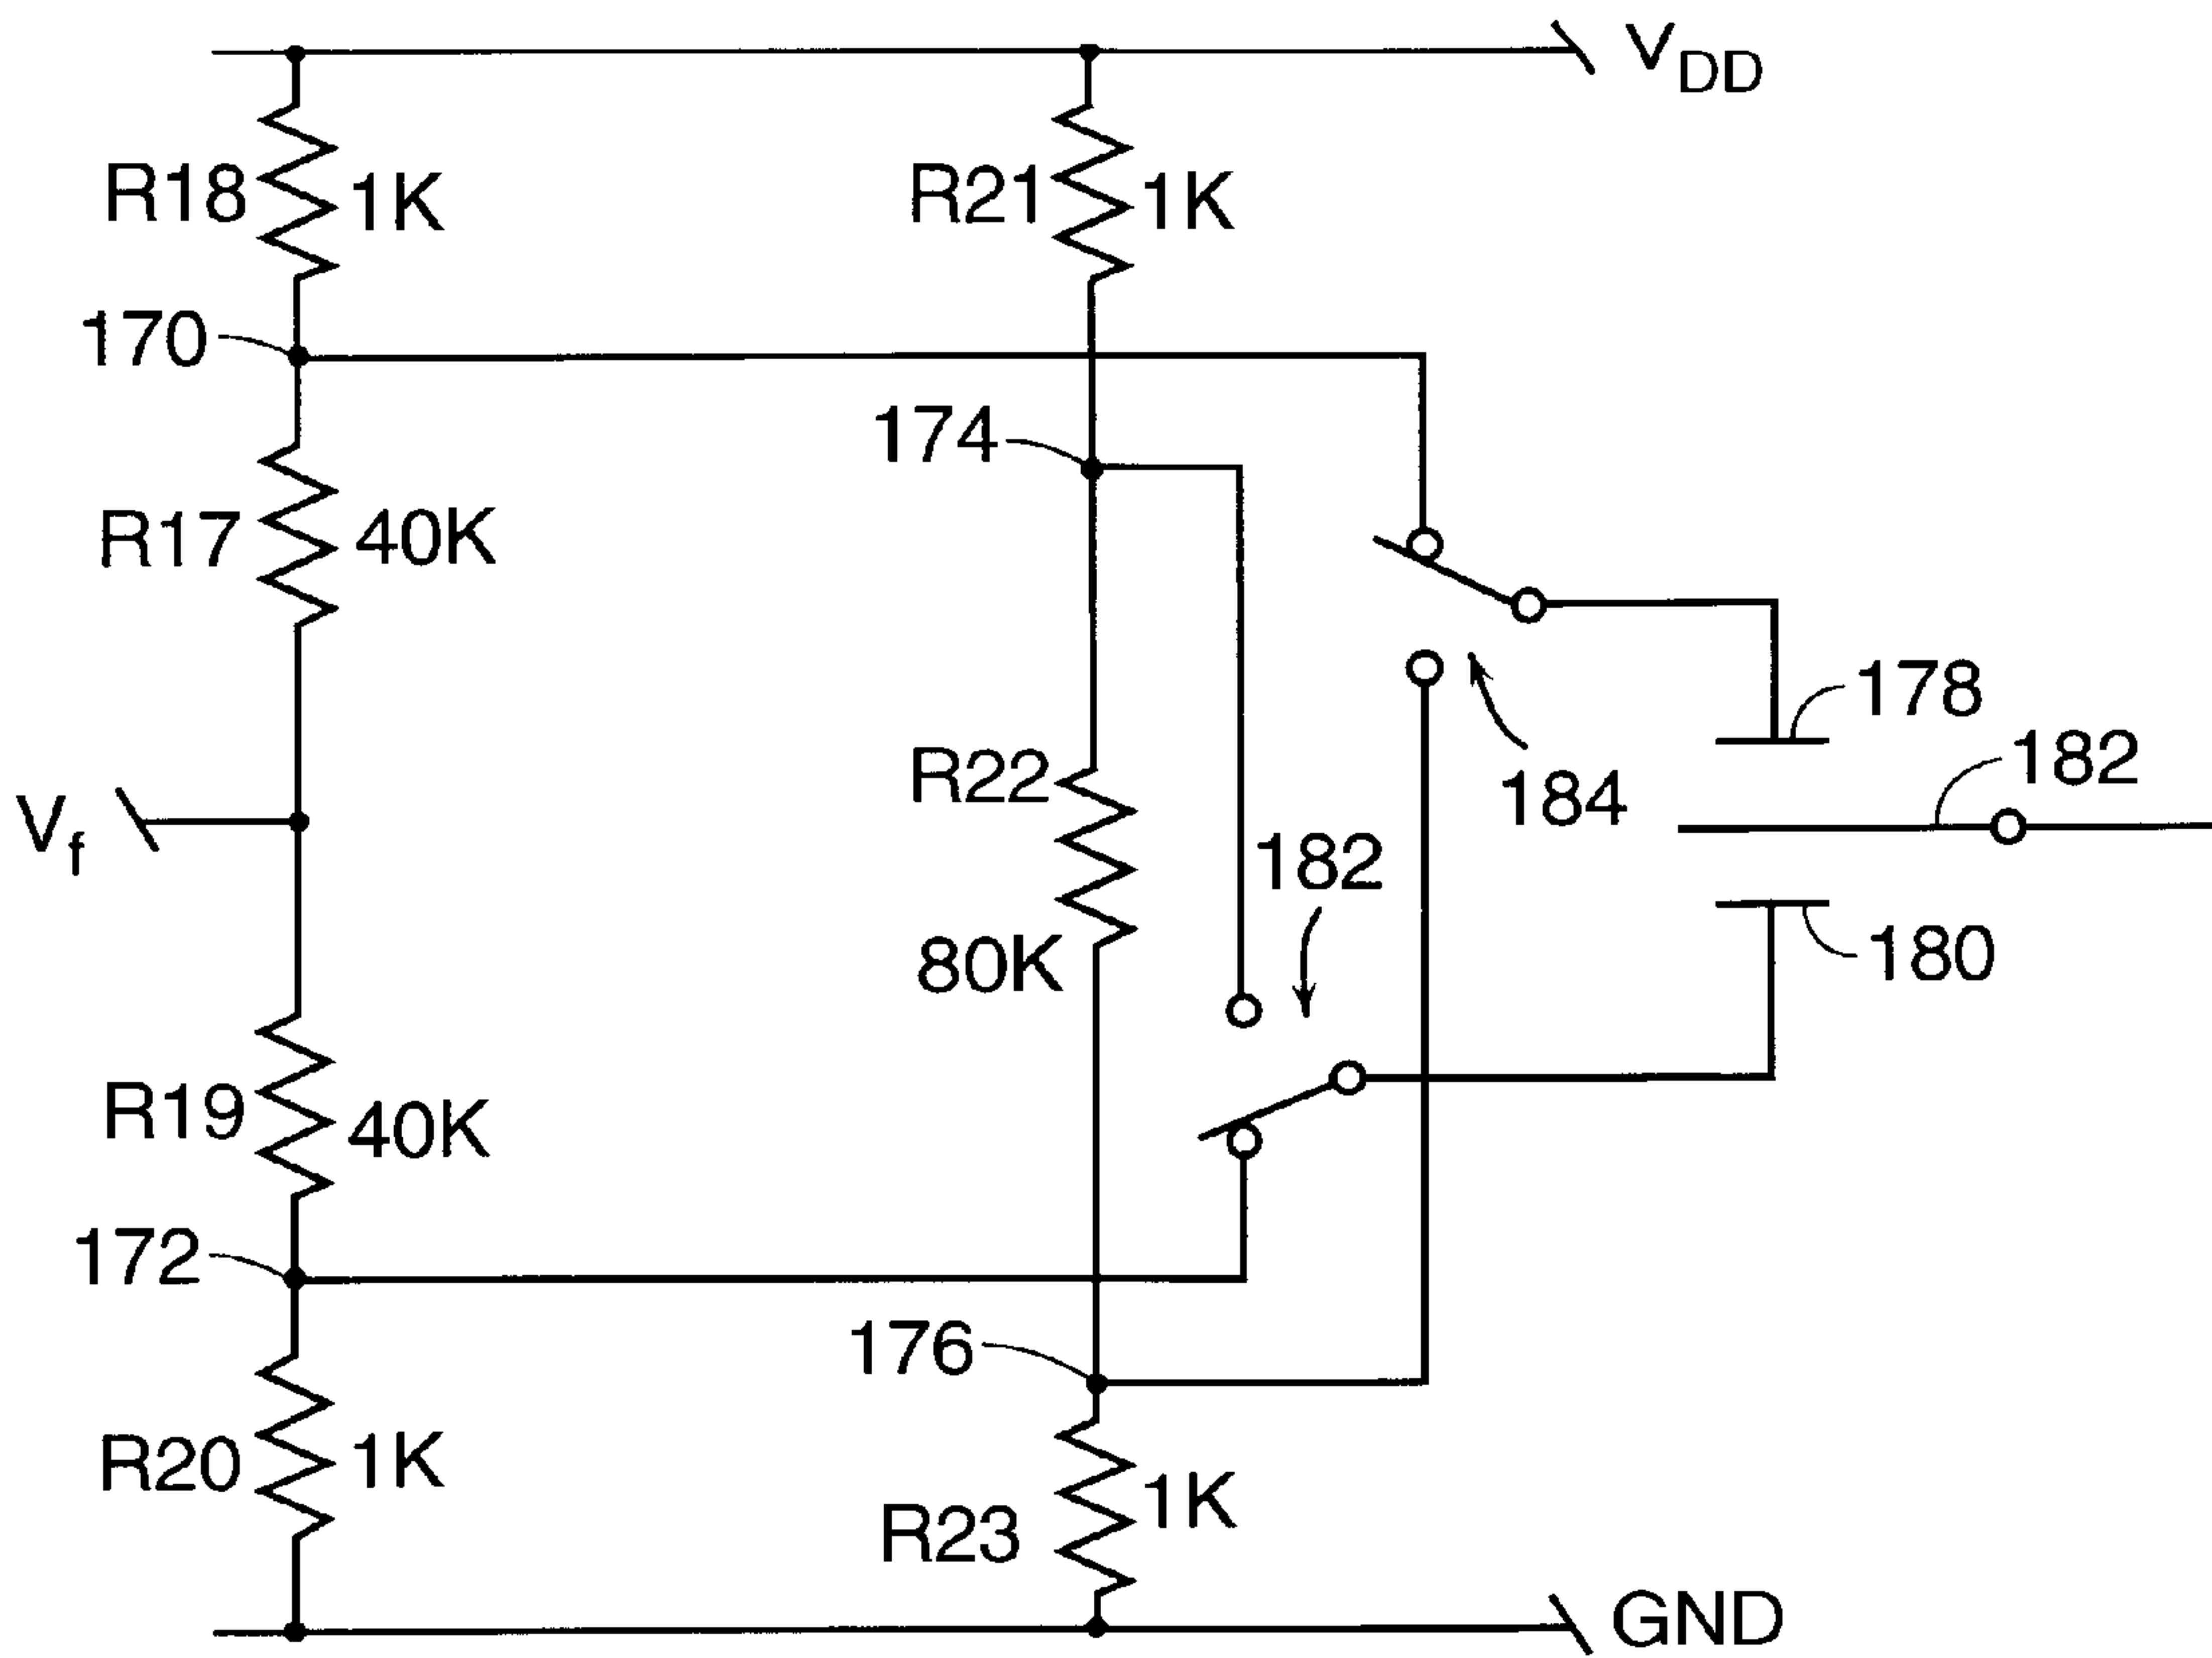 VDD
R18 1K
R21 1K
170
174
R17 40K
178
182
R22
184
Vf
182
80K
180
R19 40K
172
176
R20 1K
R23 1K
GND